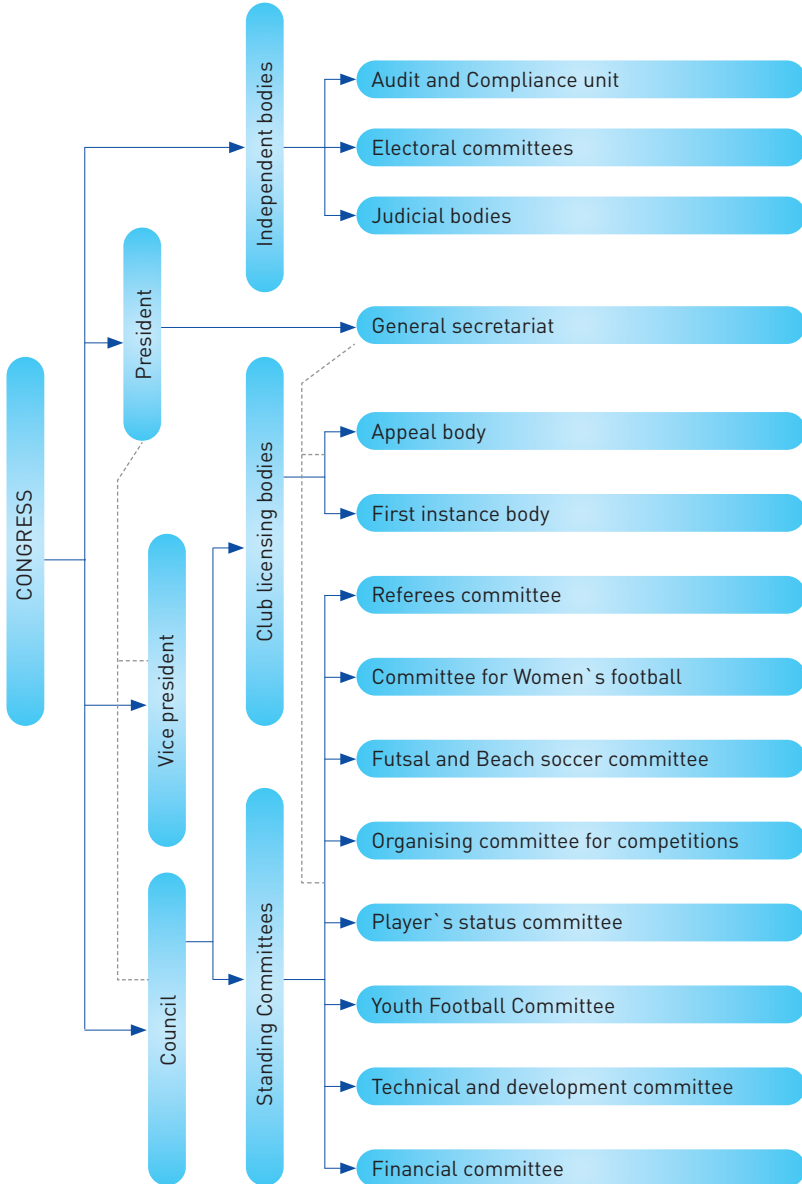 CONGRESS
President
Vice president
Council
Independent bodies
Club licensing bodies
Standing Committees
Audit and Compliance unit
Electoral committees
Judicial bodies
General secretariat
Appeal body
First instance body
Referees committee
Committee for Women`s football
Futsal and Beach soccer committee
Organising committee for competitions
Player`s status committee
Youth Football Committee
Technical and development committee
Financial committee